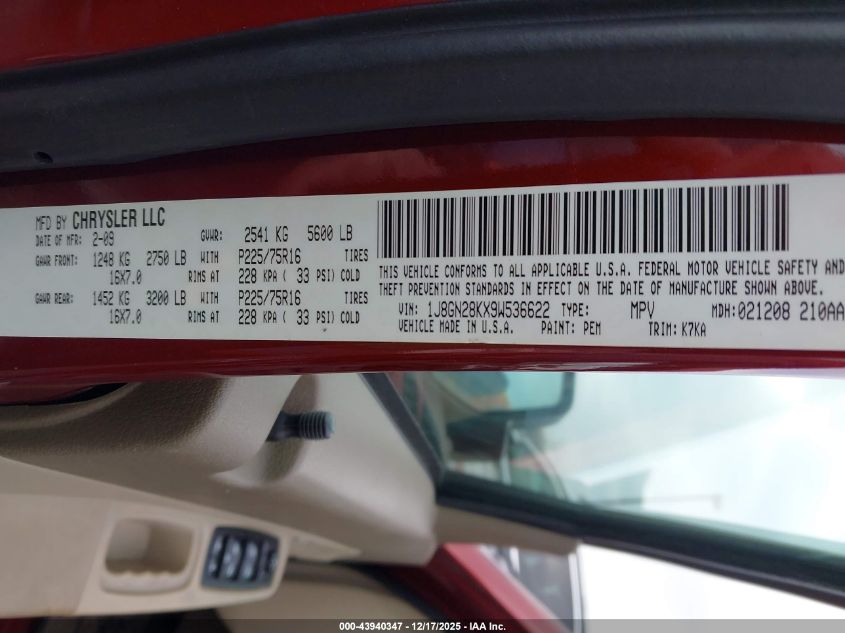 MFD BY CHRYSLER LLC
DATE OF MFR: 2-09 GVWR: 2541 KG 5600 LB
GAWR FRONT: 1248 KG 2750 LB WITH P225/75R16 TIRES
16X7.0 RIMS AT 228 KPA ( 33 PSI) COLD
GAWR REAR: 1452 KG 3200 LB WITH P225/75R16 TIRES
16X7.0 RIMS AT 228 KPA ( 33 PSI) COLD
THIS VEHICLE CONFORMS TO ALL APPLICABLE U.S.A. FEDERAL MOTOR VEHICLE SAFETY AND
THEFT PREVENTION STANDARDS IN EFFECT ON THE DATE OF MANUFACTURE SHOWN ABOVE.
VIN: 1J8GN28KX9W536622 TYPE: MPV MDH:021208 210AA
VEHICLE MADE IN U.S.A. PAINT: PEM TRIM: K7KA
000-43940347 - 12/17/2025 - IAA Inc.